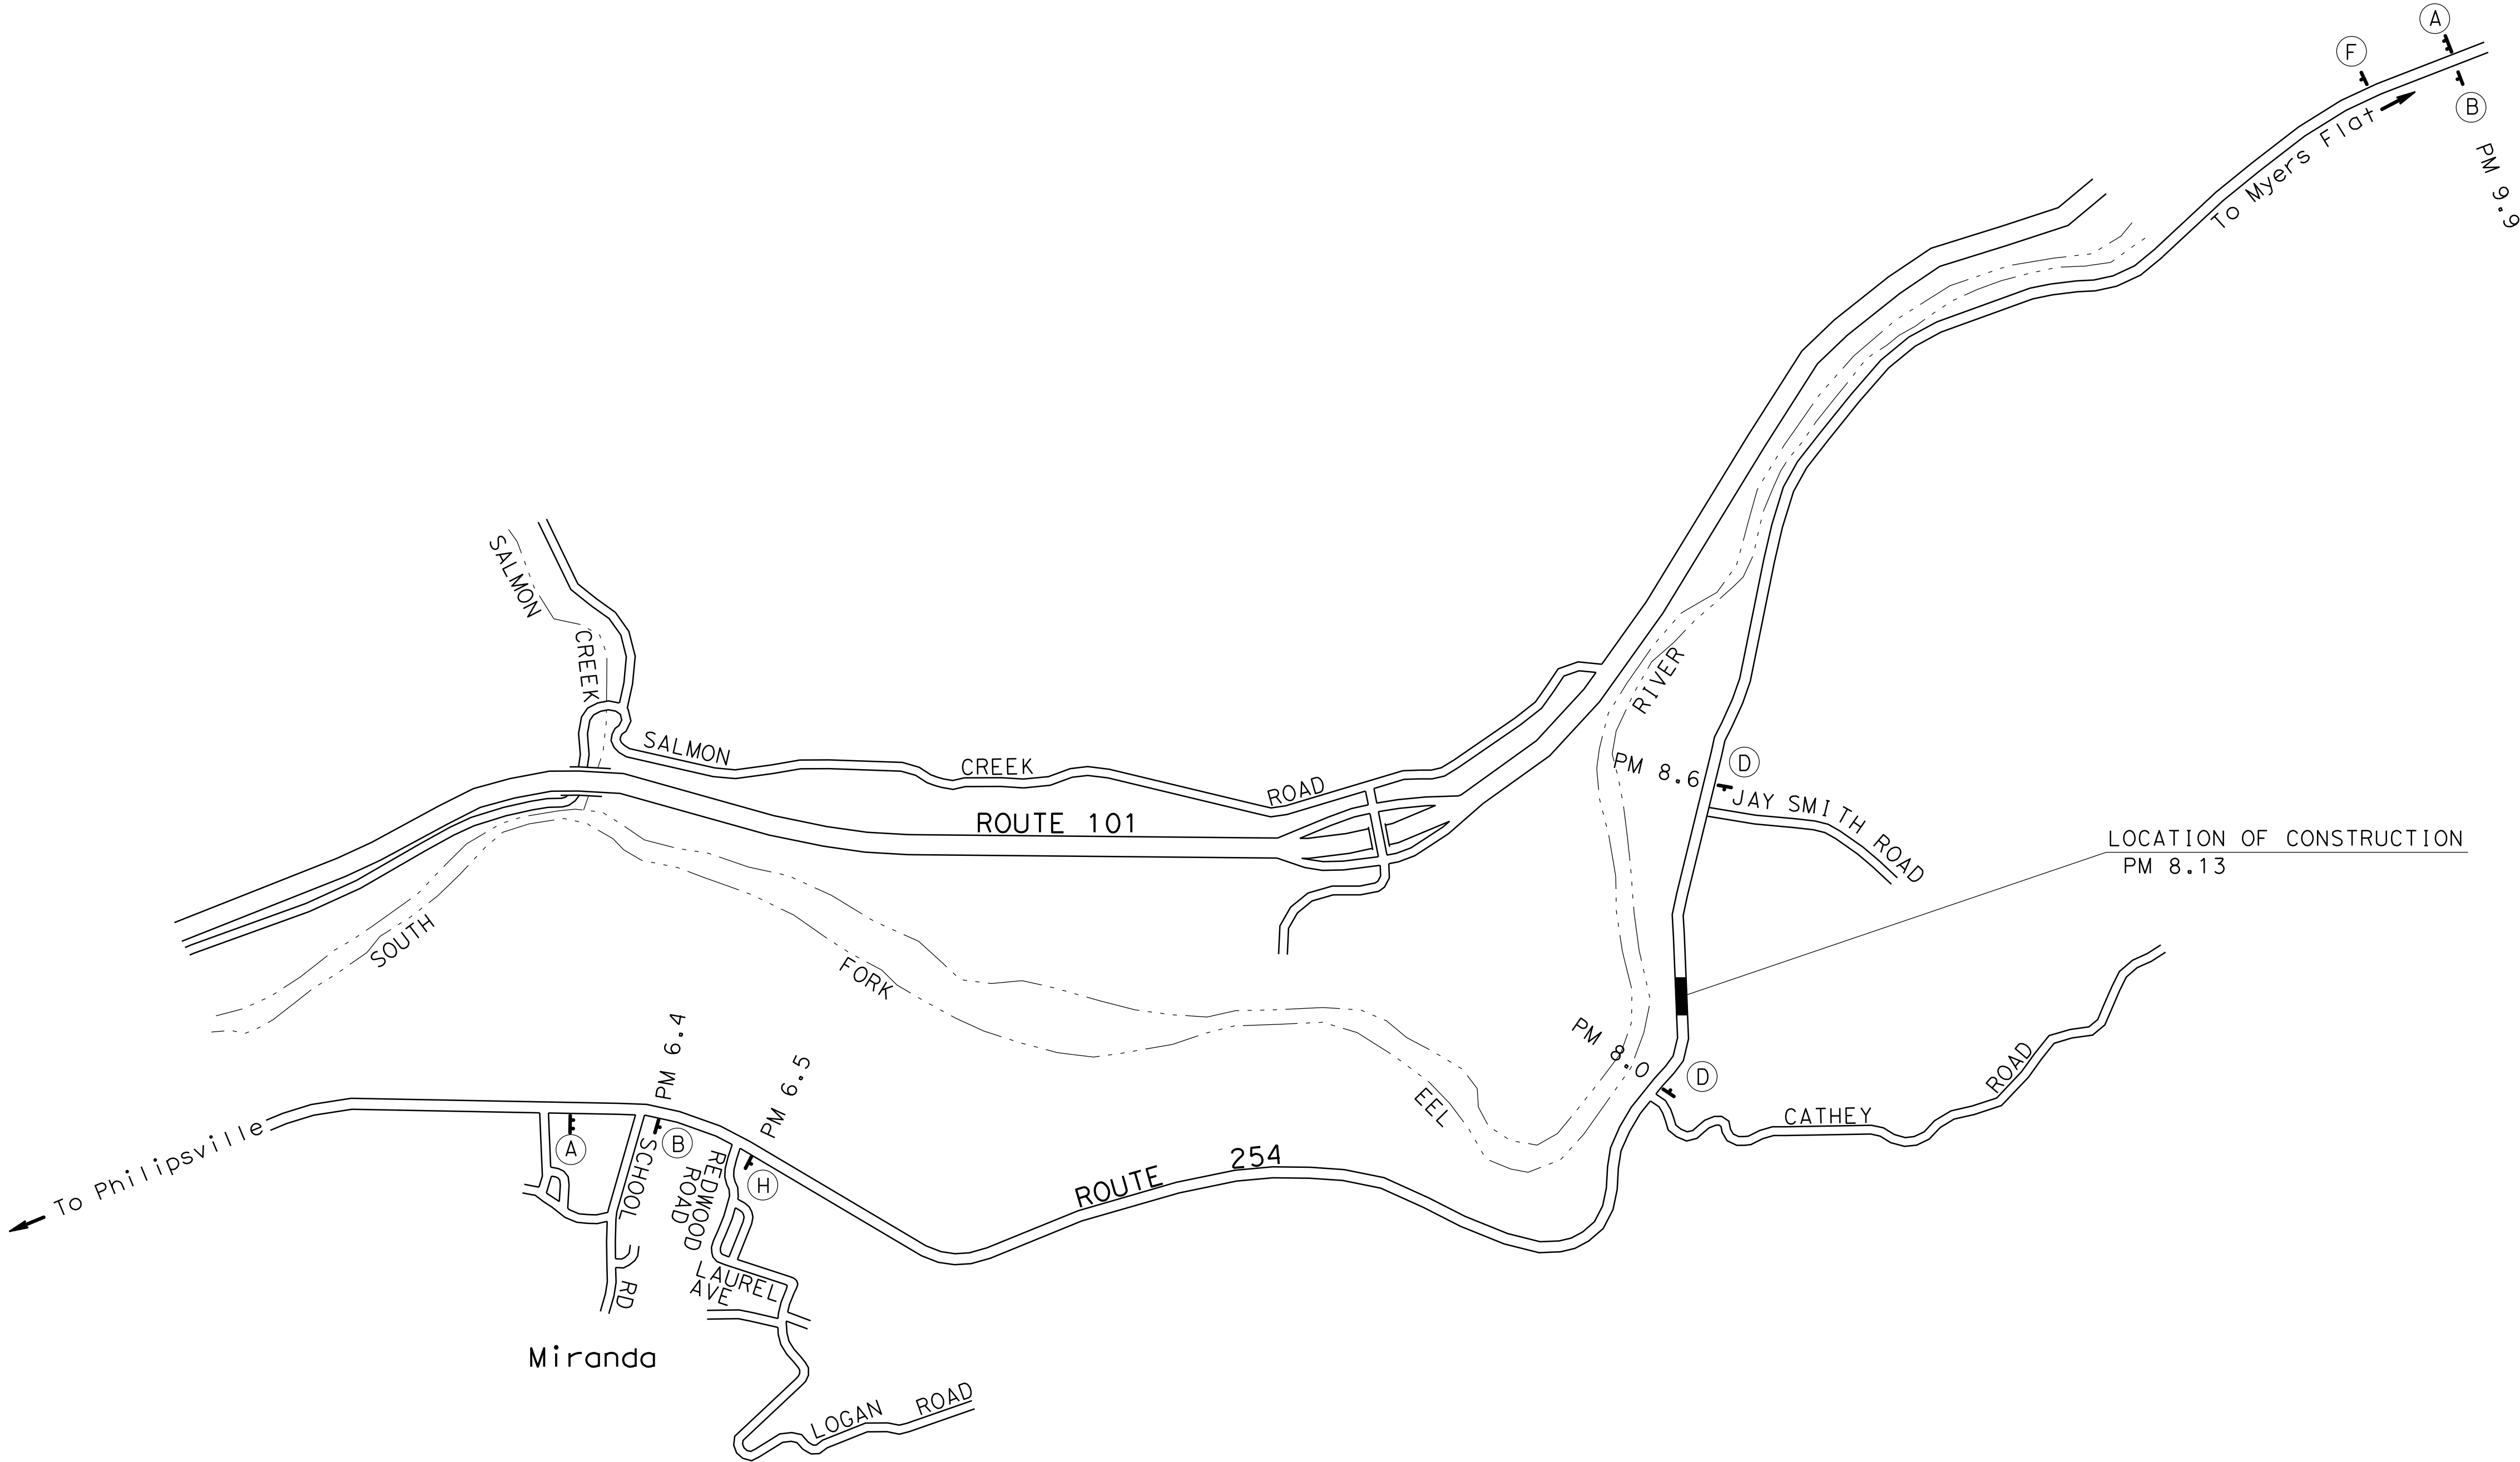 A
F
B
To Myers Flat
PM 9.9
SALMON
CREEK
SALMON CREEK ROAD
ROUTE 101
RIVER
PM 8.6
D
JAY SMITH ROAD
LOCATION OF CONSTRUCTION
PM 8.13
SOUTH
FORK
EEL
PM 8.0
D
CATHEY ROAD
PM 6.4
PM 6.5
To Philipsville
A
B
H
SCHOOL RD
REDWOOD
ROAD
ROUTE 254
LAUREL
AVE
Miranda
LOGAN ROAD